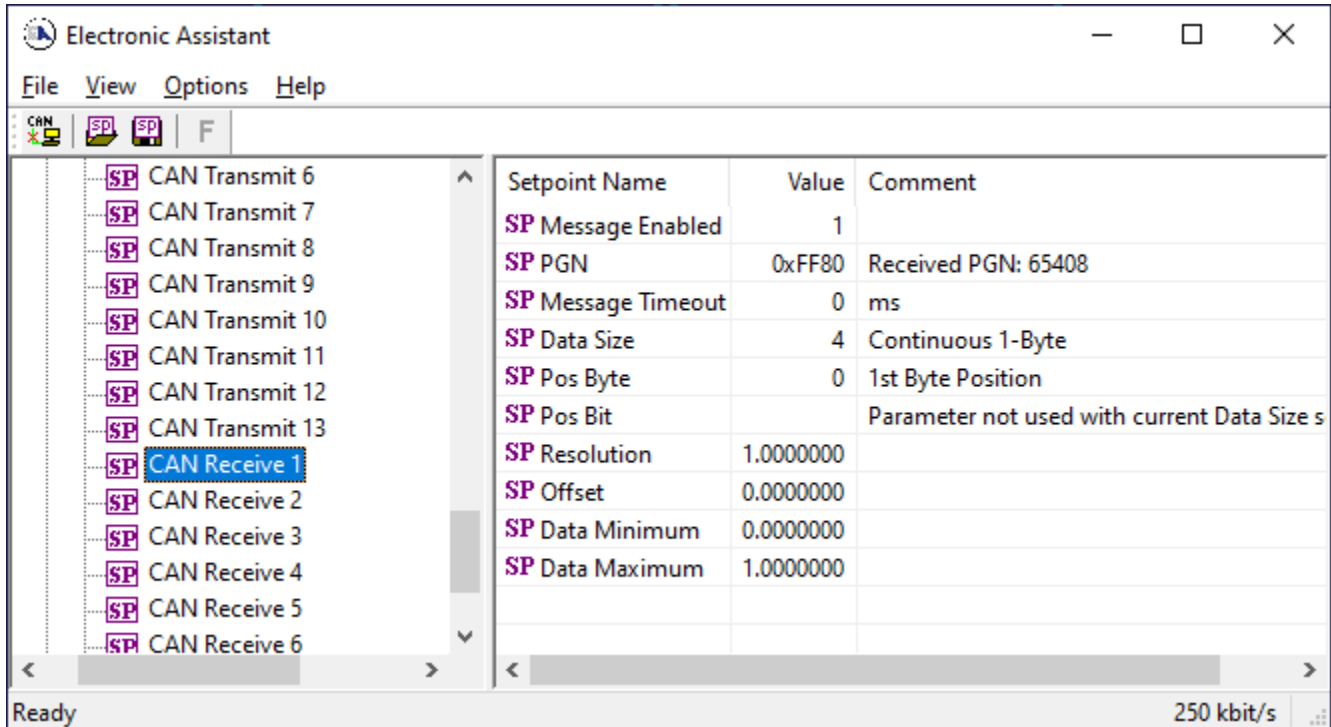 Electronic Assistant
File View Options Help
CAN SP SP F
SP CAN Transmit 6
SP CAN Transmit 7
SP CAN Transmit 8
SP CAN Transmit 9
SP CAN Transmit 10
SP CAN Transmit 11
SP CAN Transmit 12
SP CAN Transmit 13
SP CAN Receive 1
SP CAN Receive 2
SP CAN Receive 3
SP CAN Receive 4
SP CAN Receive 5
SP CAN Receive 6
Setpoint Name Value Comment
SP Message Enabled 1
SP PGN 0xFF80 Received PGN: 65408
SP Message Timeout 0 ms
SP Data Size 4 Continuous 1-Byte
SP Pos Byte 0 1st Byte Position
SP Pos Bit Parameter not used with current Data Size s
SP Resolution 1.0000000
SP Offset 0.0000000
SP Data Minimum 0.0000000
SP Data Maximum 1.0000000
Ready 250 kbit/s